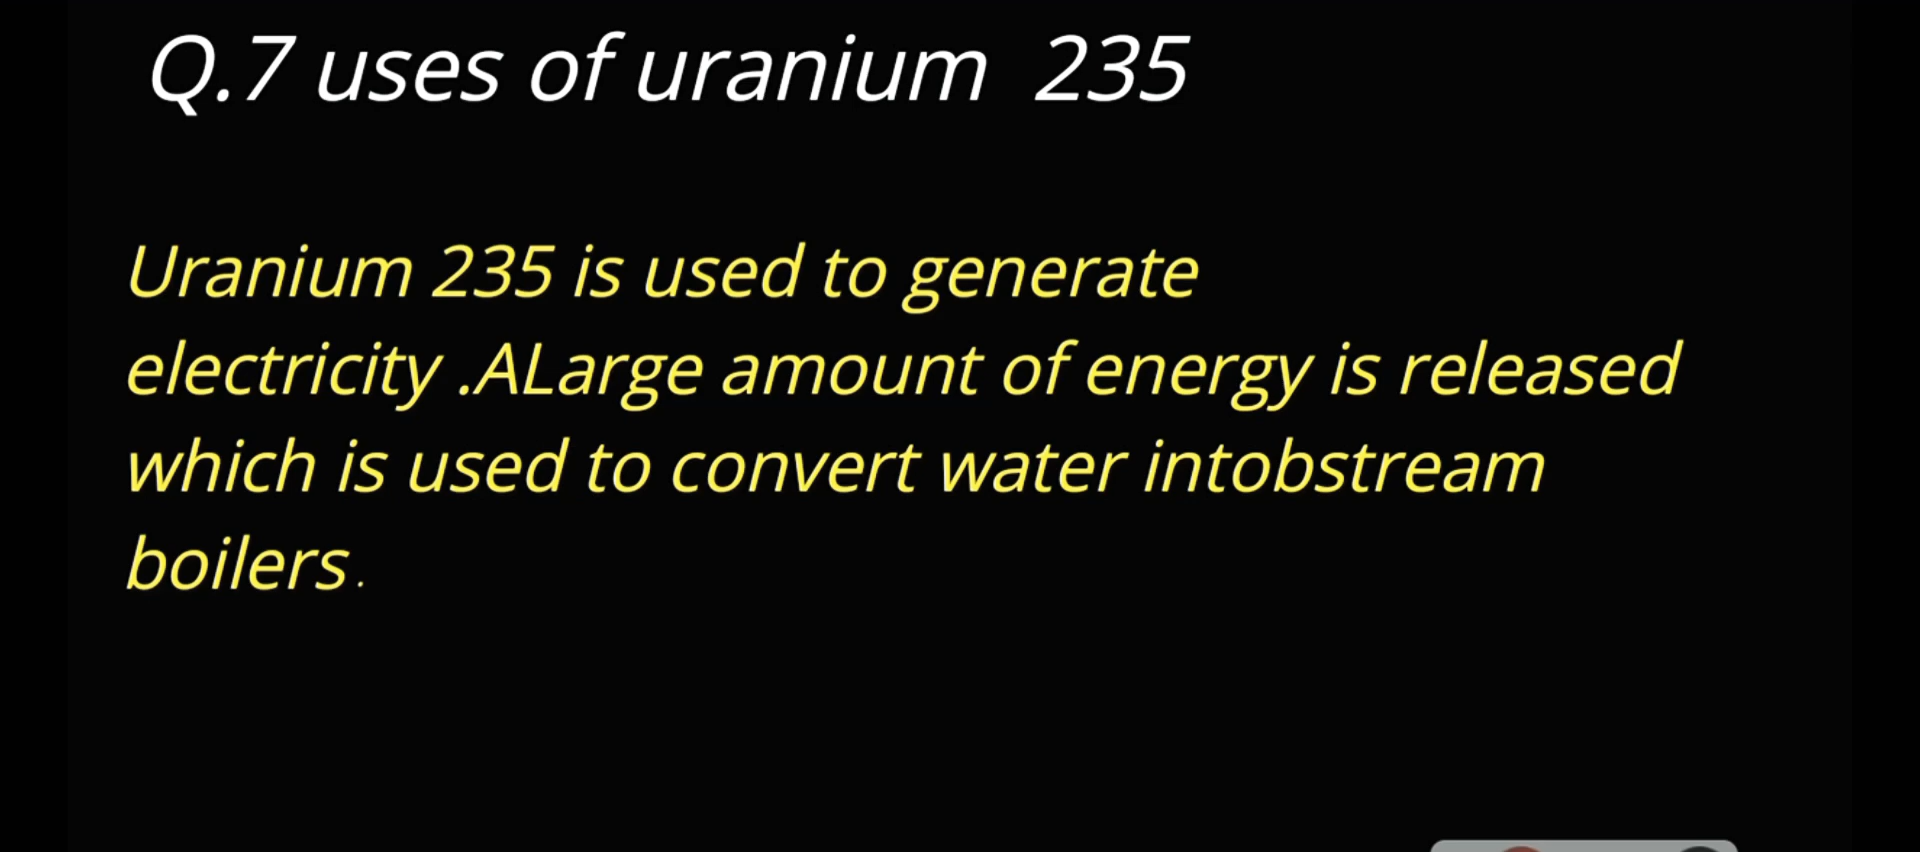 Q.7 uses of uranium 235
Uranium 235 is used to generate
electricity .ALarge amount of energy is released
which is used to convert water intobstream
boilers .